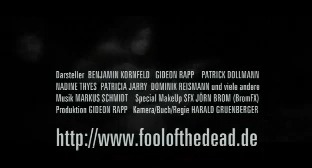 Darsteller BENJAMIN KORNFELD GIDEON RAPP PATRICK DOLLMANN
NADINE THYES PATRICIA JARRY DOMINIK REISMANN und viele andere
Musik MARKUS SCHMIDT Special MakeUp SFX JÖRN BROM (BromFX)
Produktion GIDEON RAPP Kamera/Buch/Regie HARALD GRUENBERGER
http://www.foolofthedead.de